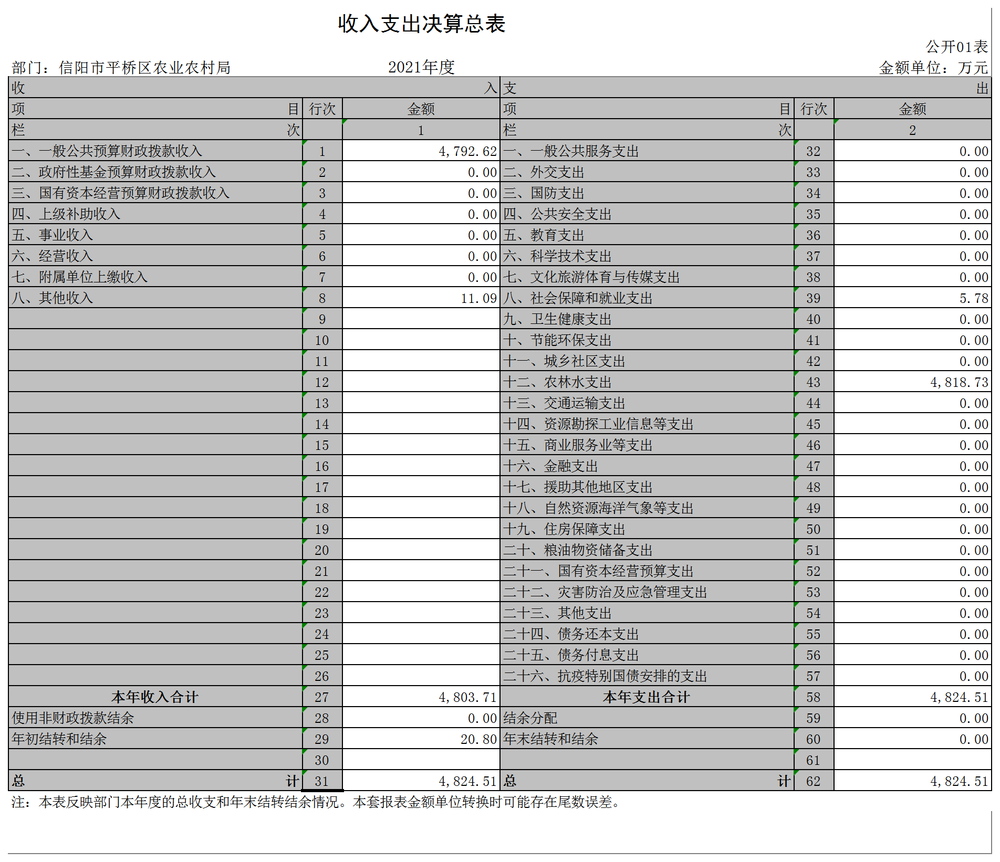 收入支出决算总表
公开01表
部门：信阳市平桥区农业农村局 2021年度 金额单位：万元
收入 支出
项目 行次 金额 项目 行次 金额
栏次 1 栏次 2
一、一般公共预算财政拨款收入 1 4,792.62 一、一般公共服务支出 32 0.00
二、政府性基金预算财政拨款收入 2 0.00 二、外交支出 33 0.00
三、国有资本经营预算财政拨款收入 3 0.00 三、国防支出 34 0.00
四、上级补助收入 4 0.00 四、公共安全支出 35 0.00
五、事业收入 5 0.00 五、教育支出 36 0.00
六、经营收入 6 0.00 六、科学技术支出 37 0.00
七、附属单位上缴收入 7 0.00 七、文化旅游体育与传媒支出 38 0.00
八、其他收入 8 11.09 八、社会保障和就业支出 39 5.78
9 九、卫生健康支出 40 0.00
10 十、节能环保支出 41 0.00
11 十一、城乡社区支出 42 0.00
12 十二、农林水支出 43 4,818.73
13 十三、交通运输支出 44 0.00
14 十四、资源勘探工业信息等支出 45 0.00
15 十五、商业服务业等支出 46 0.00
16 十六、金融支出 47 0.00
17 十七、援助其他地区支出 48 0.00
18 十八、自然资源海洋气象等支出 49 0.00
19 十九、住房保障支出 50 0.00
20 二十、粮油物资储备支出 51 0.00
21 二十一、国有资本经营预算支出 52 0.00
22 二十二、灾害防治及应急管理支出 53 0.00
23 二十三、其他支出 54 0.00
24 二十四、债务还本支出 55 0.00
25 二十五、债务付息支出 56 0.00
26 二十六、抗疫特别国债安排的支出 57 0.00
本年收入合计 27 4,803.71 本年支出合计 58 4,824.51
使用非财政拨款结余 28 0.00 结余分配 59 0.00
年初结转和结余 29 20.80 年末结转和结余 60 0.00
30 61
总计 31 4,824.51 总计 62 4,824.51
注：本表反映部门本年度的总收支和年末结转结余情况。本套报表金额单位转换时可能存在尾数误差。